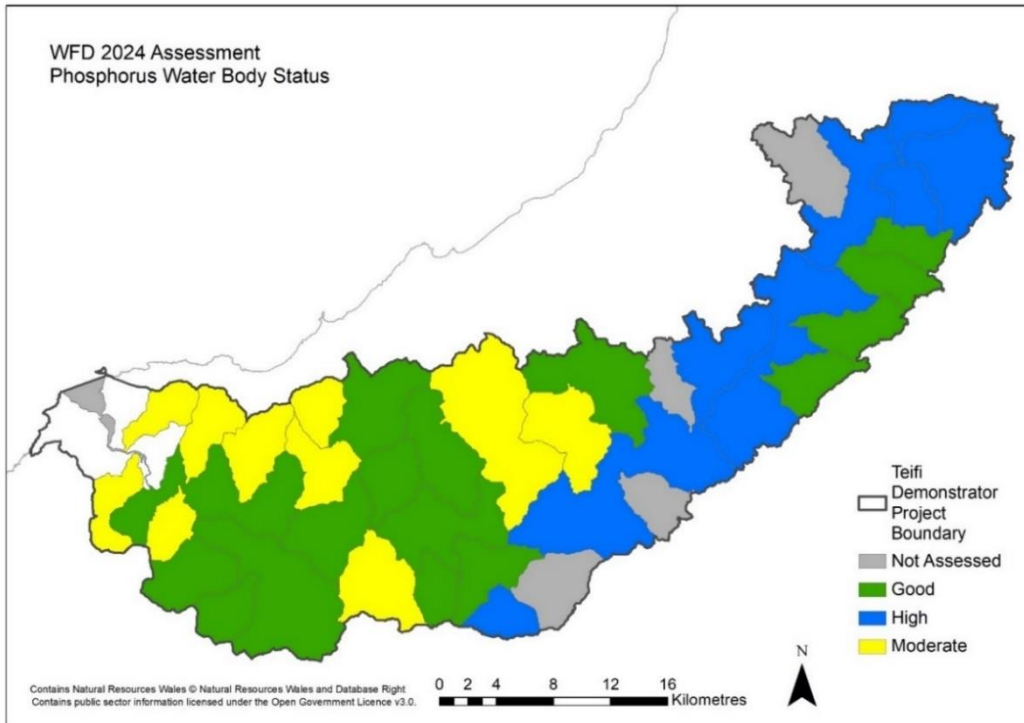 WFD 2024 Assessment
Phosphorus Water Body Status
Teifi
Demonstrator
Project
Boundary
Not Assessed
Good
High
Moderate
N
0 2 4 8 12 16
Kilometres
Contains Natural Resources Wales © Natural Resources Wales and Database Right
Contains public sector information licensed under the Open Government Licence v3.0.